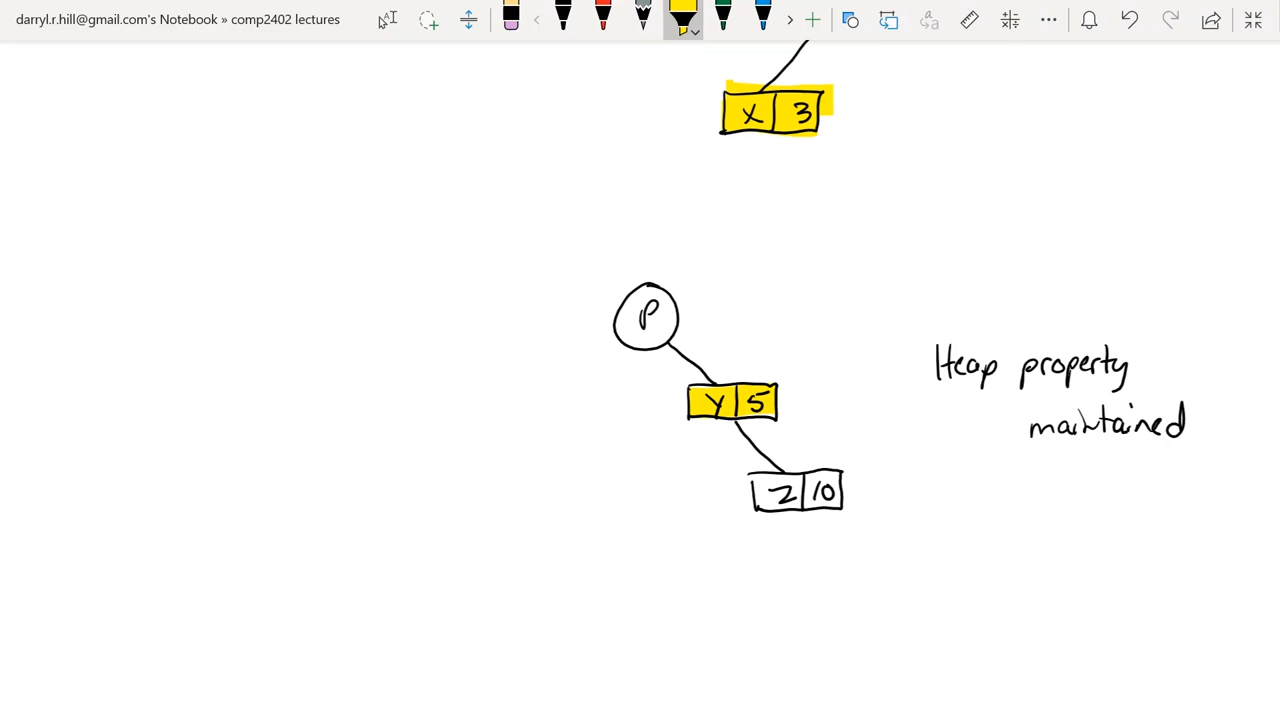 darryl.r.hill@gmail.com's Notebook » comp2402 lectures
x 3
P
y 5
Heap property
maintained
z 10